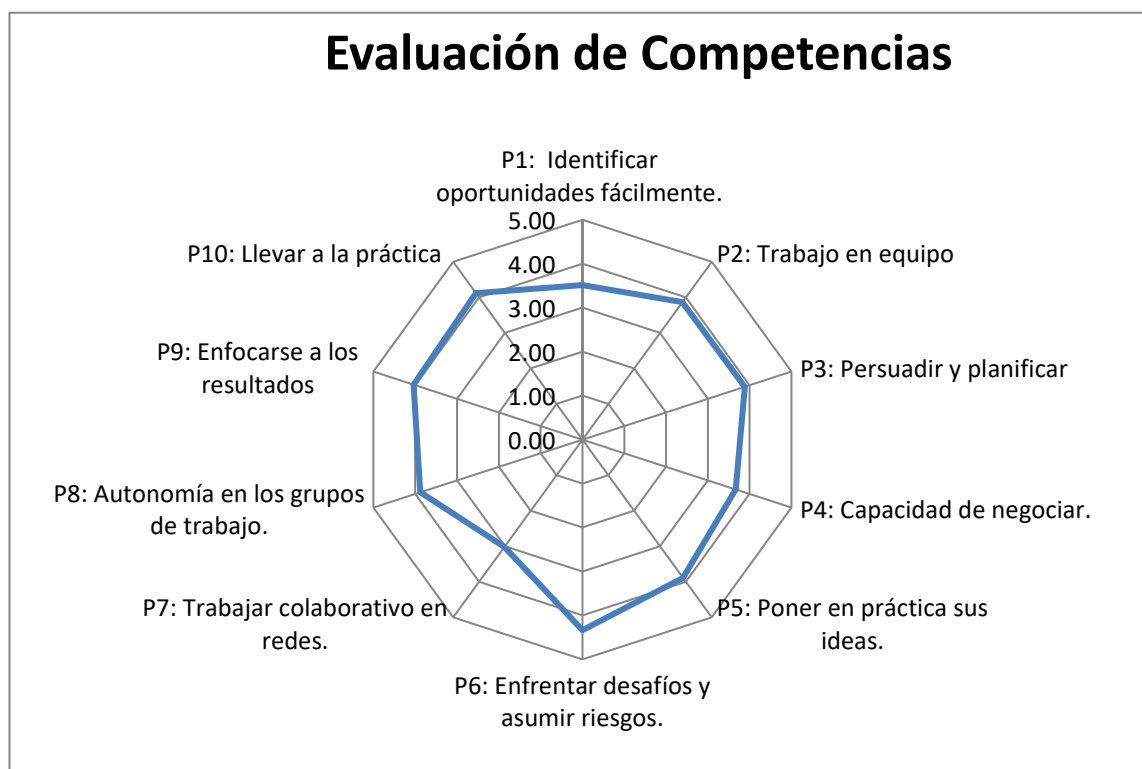 Evaluación de Competencias
P1:  Identificar
oportunidades fácilmente.
P2: Trabajo en equipo
P3: Persuadir y planificar
P4: Capacidad de negociar.
P5: Poner en práctica sus
ideas.
P6: Enfrentar desafíos y
asumir riesgos.
P7: Trabajar colaborativo en
redes.
P8: Autonomía en los grupos
de trabajo.
P9: Enfocarse a los
resultados
P10: Llevar a la práctica
5.00
4.00
3.00
2.00
1.00
0.00